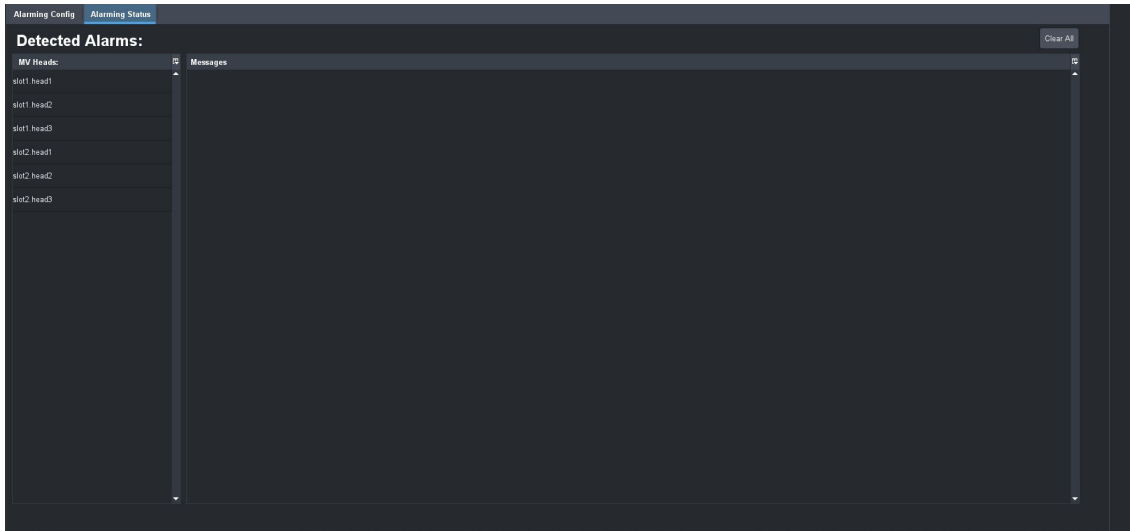 Alarming Config Alarming Status
Detected Alarms:
Clear All
MV Heads:
Messages
slot1.head1
slot1.head2
slot1.head3
slot2.head1
slot2.head2
slot2.head3